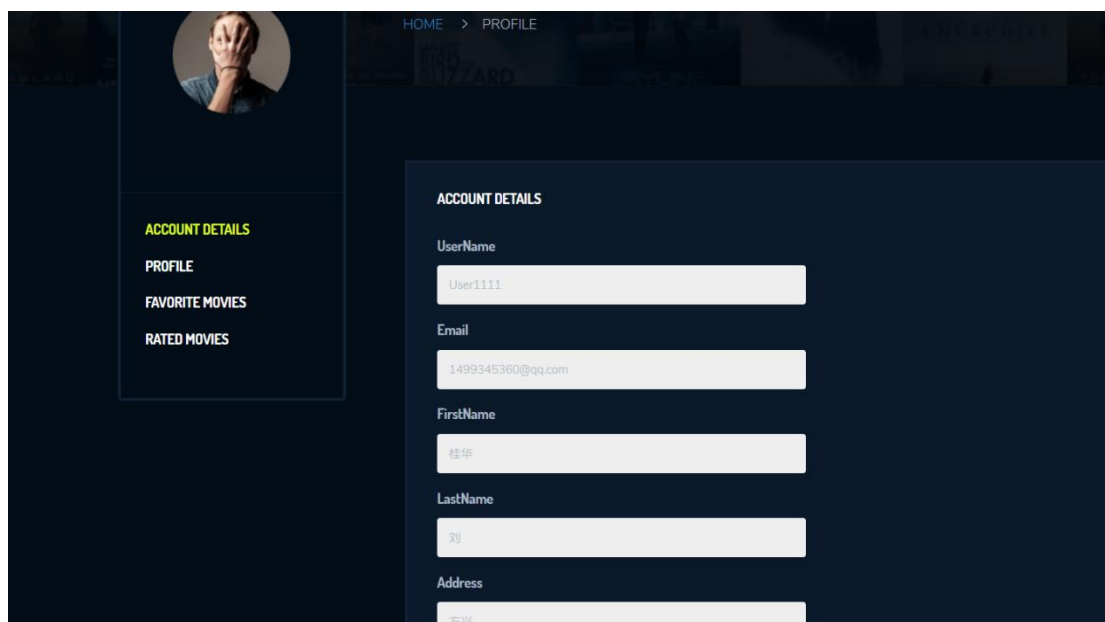 HOME > PROFILE
ACCOUNT DETAILS
PROFILE
FAVORITE MOVIES
RATED MOVIES
ACCOUNT DETAILS
UserName
User1111
Email
1499345360@qq.com
FirstName
桂华
LastName
刘
Address